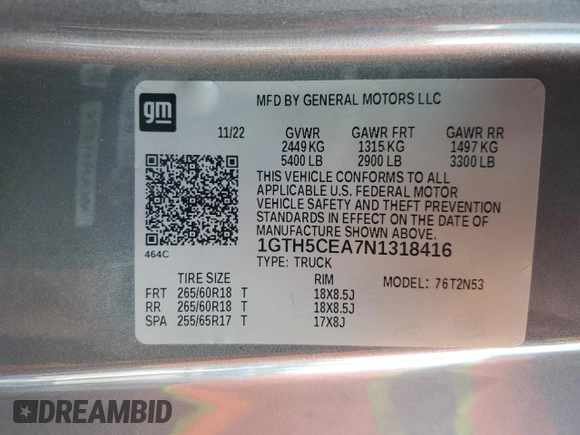 gm
MFD BY GENERAL MOTORS LLC
11/22 GVWR GAWR FRT GAWR RR
2449 KG 1315 KG 1497 KG
5400 LB 2900 LB 3300 LB
THIS VEHICLE CONFORMS TO ALL
APPLICABLE U.S. FEDERAL MOTOR
VEHICLE SAFETY AND THEFT PREVENTION
STANDARDS IN EFFECT ON THE DATE OF
MANUFACTURE SHOWN ABOVE.
464C 1GTH5CEA7N1318416
TYPE: TRUCK
TIRE SIZE RIM MODEL: 76T2N53
FRT 265/60R18 T 18X8.5J
RR 265/60R18 T 18X8.5J
SPA 255/65R17 T 17X8J
DREAMBID